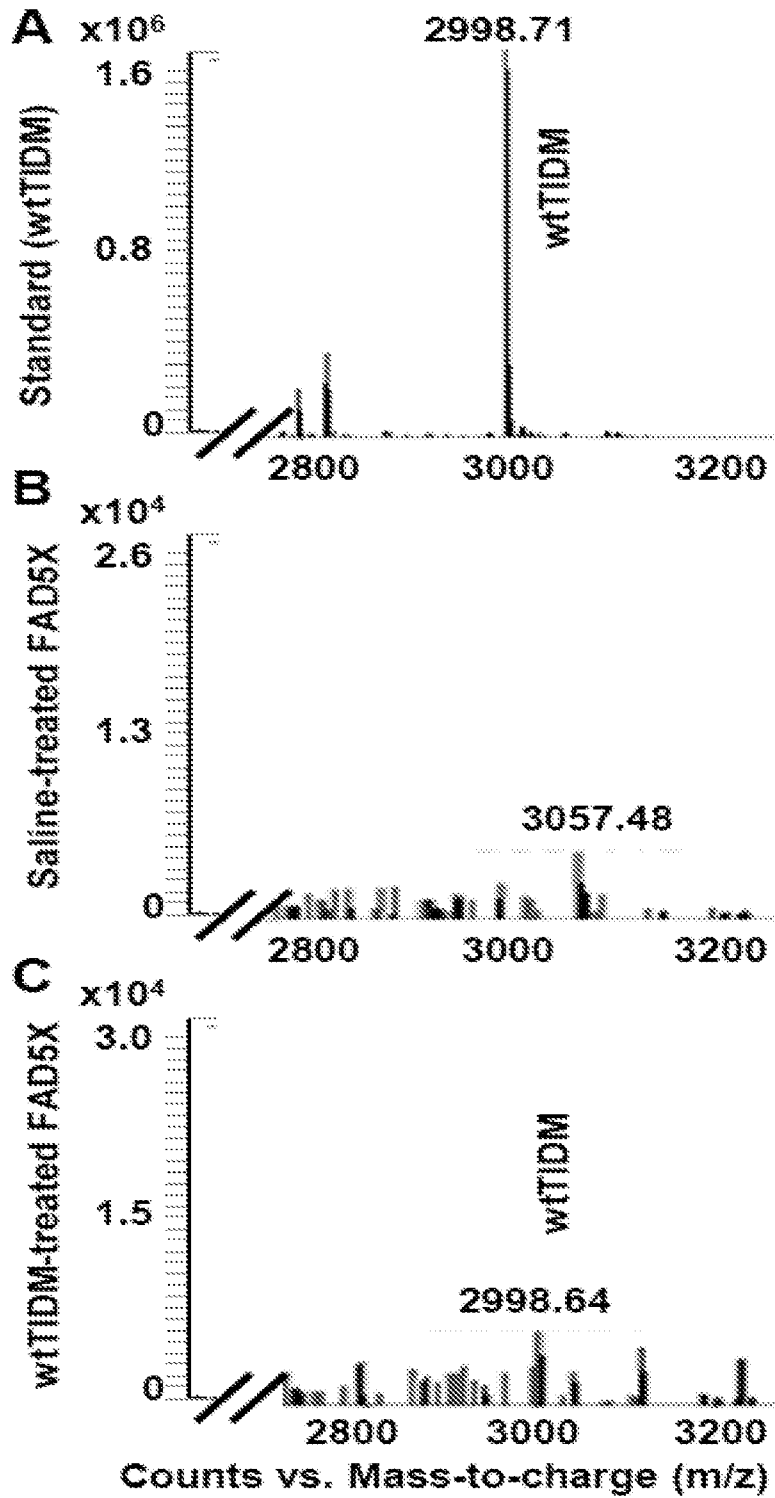 A
x10⁶
2998.71
1.6
wtTIDM
0.8
0
Standard (wtTIDM)
2800 3000 3200
B
x10⁴
2.6
1.3
3057.48
0
Saline-treated FAD5X
2800 3000 3200
C
x10⁴
3.0
wtTIDM
1.5
2998.64
0
wtTIDM-treated FAD5X
2800 3000 3200
Counts vs. Mass-to-charge (m/z)